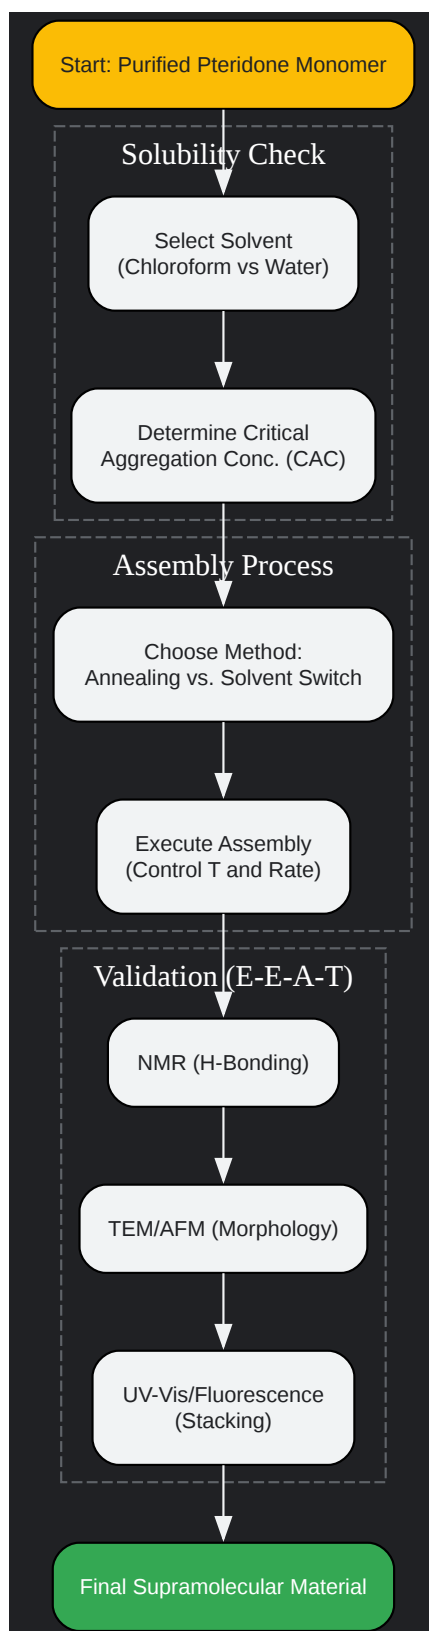 Start: Purified Pteridone Monomer
Solubility Check
Select Solvent
(Chloroform vs Water)
Determine Critical
Aggregation Conc. (CAC)
Assembly Process
Choose Method:
Annealing vs. Solvent Switch
Execute Assembly
(Control T and Rate)
Validation (E-E-A-T)
NMR (H-Bonding)
TEM/AFM (Morphology)
UV-Vis/Fluorescence
(Stacking)
Final Supramolecular Material